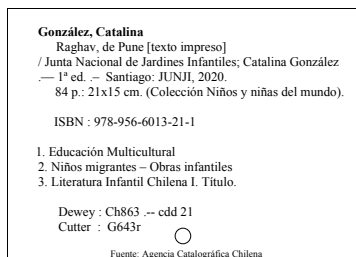 González, Catalina
Raghav, de Pune [texto impreso]
/ Junta Nacional de Jardines Infantiles; Catalina González
.— 1ª ed. .– Santiago: JUNJI, 2020.
84 p.: 21x15 cm. (Colección Niños y niñas del mundo).
ISBN : 978-956-6013-21-1
1. Educación Multicultural
2. Niños migrantes – Obras infantiles
3. Literatura Infantil Chilena I. Título.
Dewey : Ch863 .-- cdd 21
Cutter : G643r
Fuente: Agencia Catalográfica Chilena